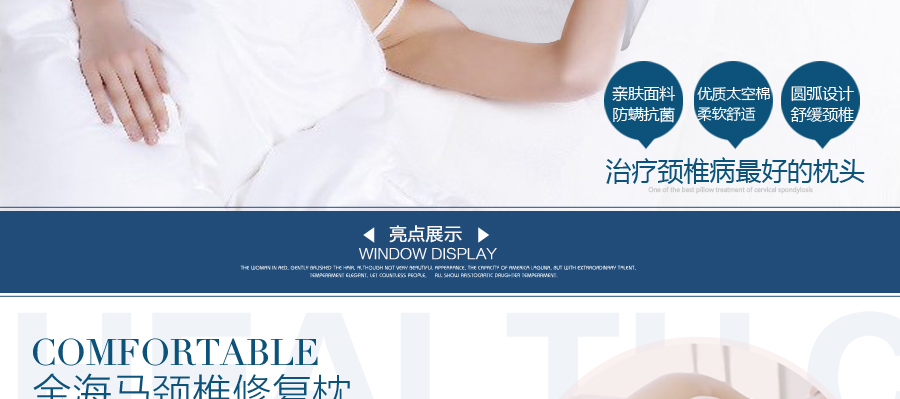 亲肤面料
防螨抗菌
优质太空棉
柔软舒适
圆弧设计
舒缓颈椎
治疗颈椎病最好的枕头
One of the best pillow treatment of cervical spondylosis
亮点展示
WINDOW DISPLAY
THE WOMAN IN RED, GENTLY BRUSHED THE HAIR, ALTHOUGH NOT VERY BEAUTIFUL APPEARANCE, THE CAPACITY OF AMERICA LAGUNA, BUT WITH EXTRAORDINARY TALENT,
TEMPERAMENT ELEGANT, LET COUNTLESS PEOPLE, ALL SHOW ARISTOCRATIC DAUGHTER TEMPERAMENT.
COMFORTABLE
金海马颈椎修复枕